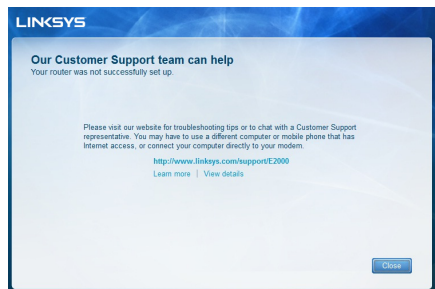 LINKSYS
Our Customer Support team can help
Your router was not successfully set up.
Please visit our website for troubleshooting tips or to chat with a Customer Support
representative. You may have to use a different computer or mobile phone that has
Internet access, or connect your computer directly to your modem.
http://www.linksys.com/support/E2000
Learn more | View details
Close